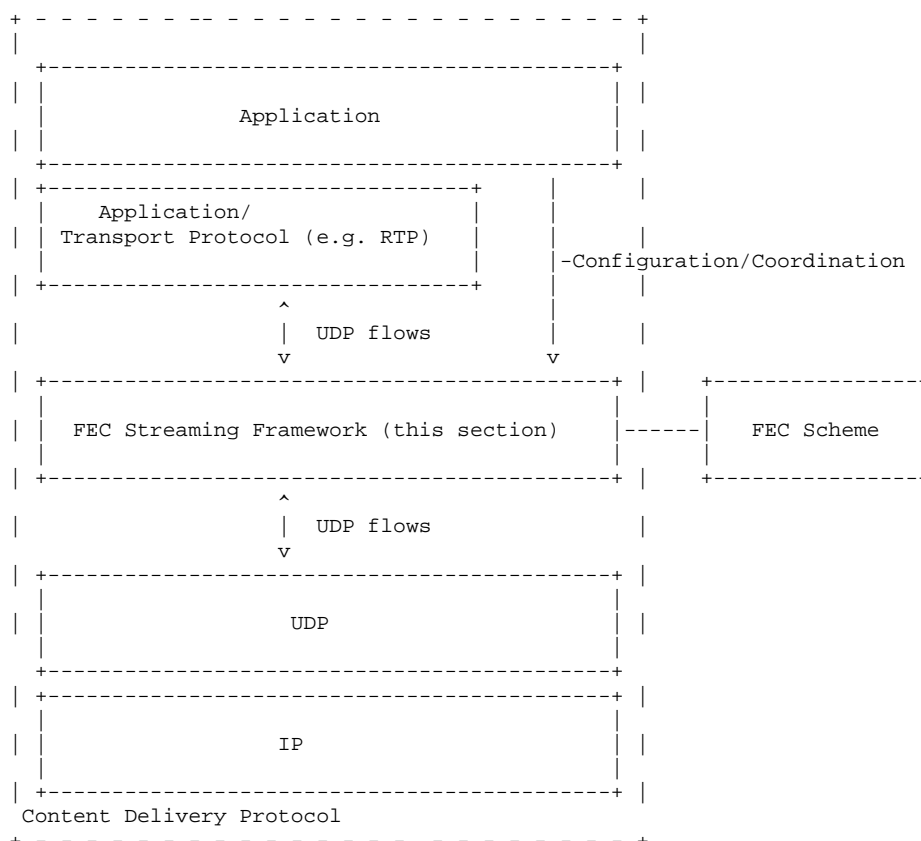 Application
Application/
Transport Protocol (e.g. RTP)
-Configuration/Coordination
UDP flows
FEC Streaming Framework (this section)
FEC Scheme
UDP flows
UDP
IP
Content Delivery Protocol